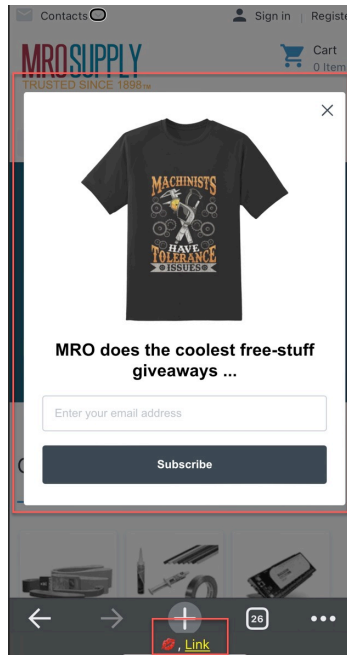 Contacts
Sign in | Registe
MROSUPPLY
TRUSTED SINCE 1898™
Cart
0 Item
MACHINISTS
HAVE
TOLERANCE
ISSUES
MRO does the coolest free-stuff
giveaways ...
Enter your email address
Subscribe
26
💋, Link